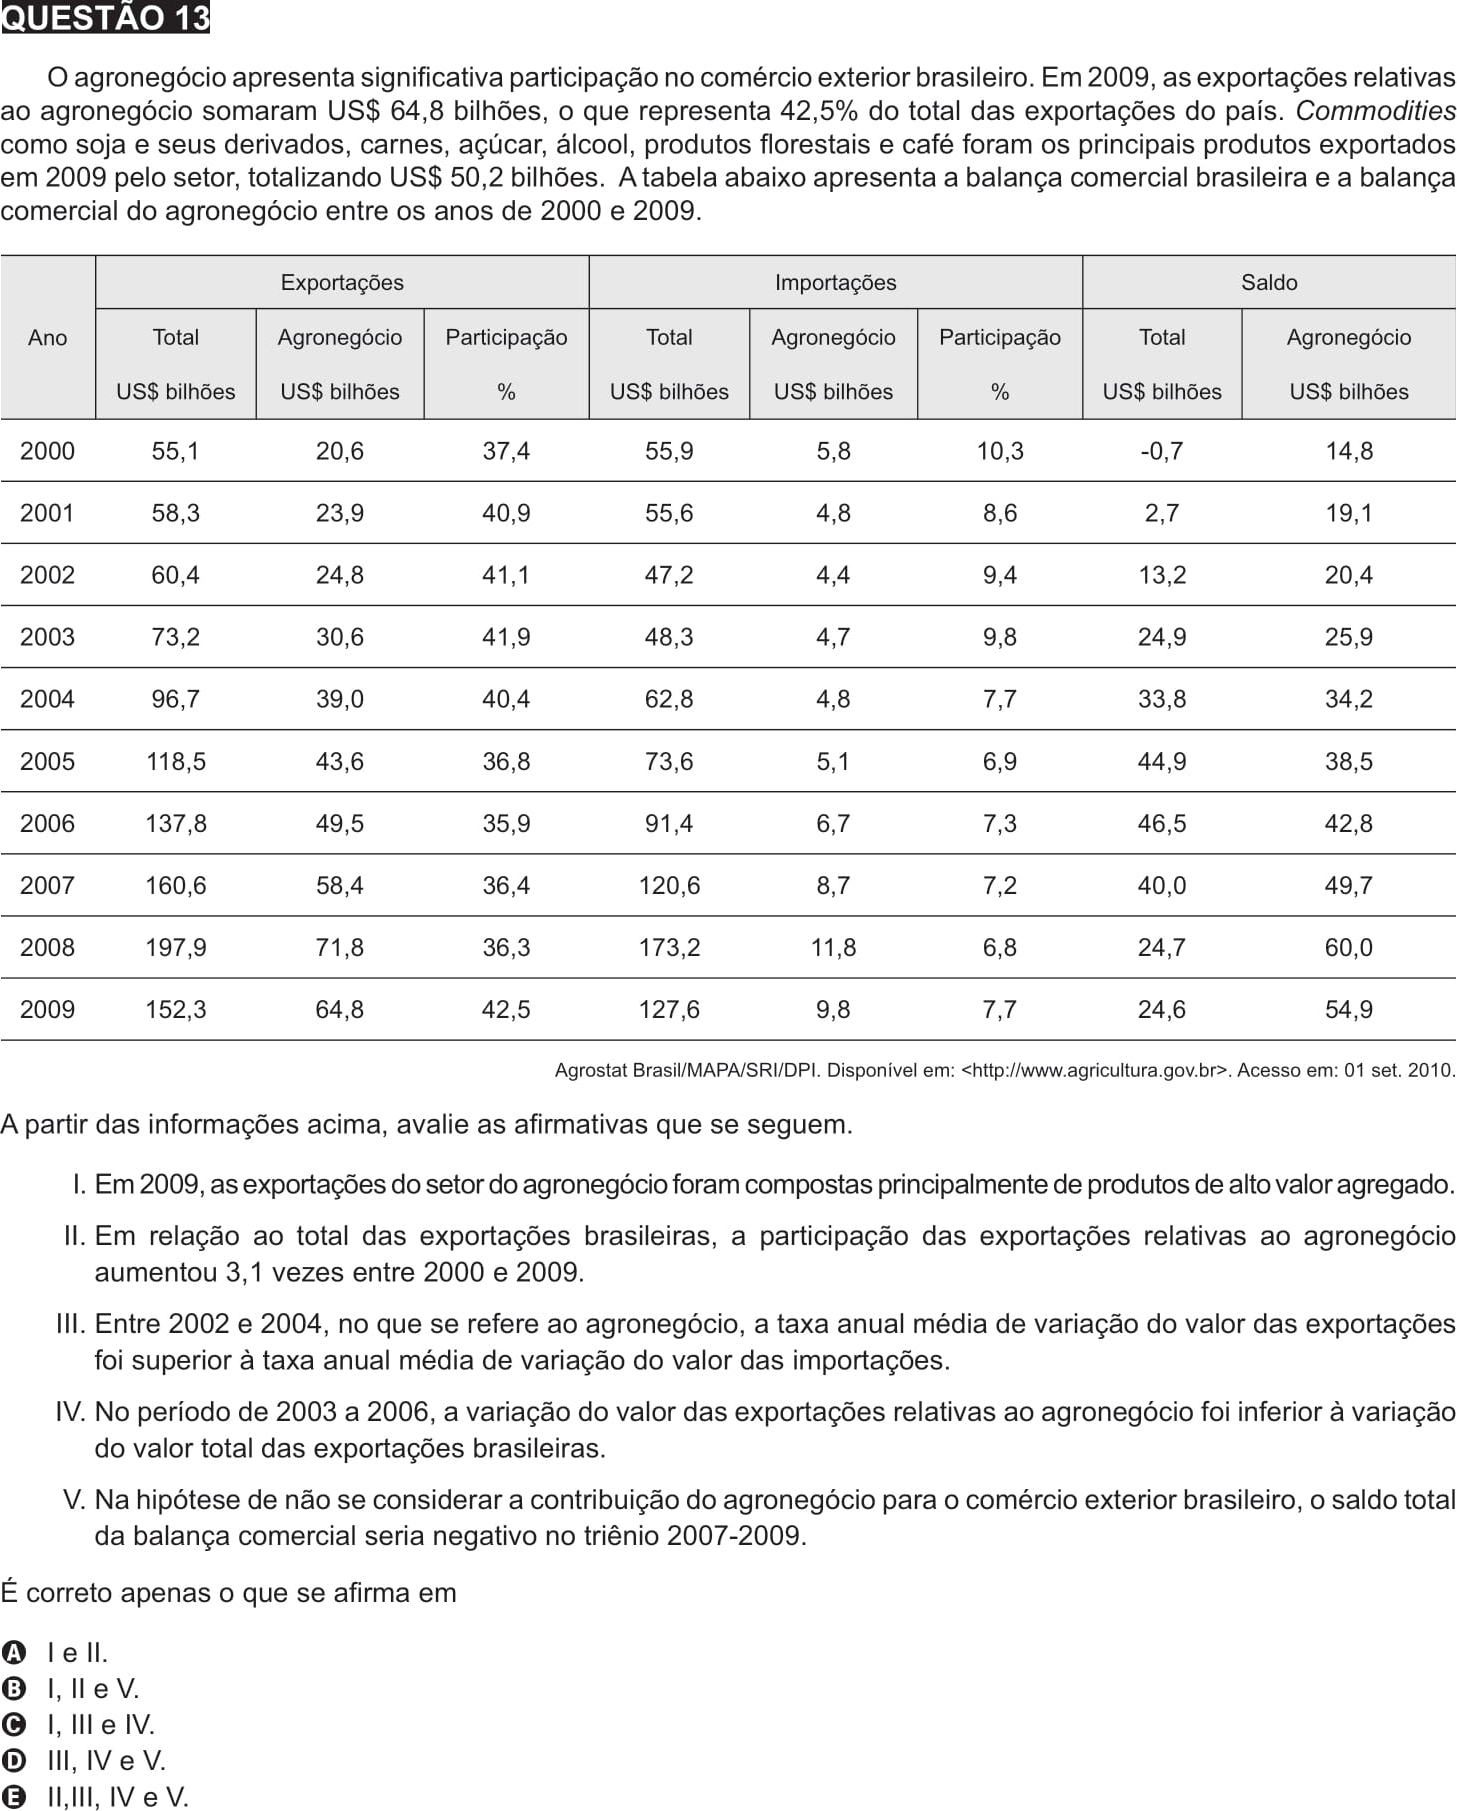 QUESTÃO 13
O agronegócio apresenta significativa participação no comércio exterior brasileiro. Em 2009, as exportações relativas
ao agronegócio somaram US$ 64,8 bilhões, o que representa 42,5% do total das exportações do país. Commodities
como soja e seus derivados, carnes, açúcar, álcool, produtos florestais e café foram os principais produtos exportados
em 2009 pelo setor, totalizando US$ 50,2 bilhões. A tabela abaixo apresenta a balança comercial brasileira e a balança
comercial do agronegócio entre os anos de 2000 e 2009.
Exportações Importações Saldo
Ano Total Agronegócio Participação Total Agronegócio Participação Total Agronegócio
US$ bilhões US$ bilhões % US$ bilhões US$ bilhões % US$ bilhões US$ bilhões
2000 55,1 20,6 37,4 55,9 5,8 10,3 -0,7 14,8
2001 58,3 23,9 40,9 55,6 4,8 8,6 2,7 19,1
2002 60,4 24,8 41,1 47,2 4,4 9,4 13,2 20,4
2003 73,2 30,6 41,9 48,3 4,7 9,8 24,9 25,9
2004 96,7 39,0 40,4 62,8 4,8 7,7 33,8 34,2
2005 118,5 43,6 36,8 73,6 5,1 6,9 44,9 38,5
2006 137,8 49,5 35,9 91,4 6,7 7,3 46,5 42,8
2007 160,6 58,4 36,4 120,6 8,7 7,2 40,0 49,7
2008 197,9 71,8 36,3 173,2 11,8 6,8 24,7 60,0
2009 152,3 64,8 42,5 127,6 9,8 7,7 24,6 54,9
Agrostat Brasil/MAPA/SRI/DPI. Disponível em: <http://www.agricultura.gov.br>. Acesso em: 01 set. 2010.
A partir das informações acima, avalie as afirmativas que se seguem.
I. Em 2009, as exportações do setor do agronegócio foram compostas principalmente de produtos de alto valor agregado.
II. Em relação ao total das exportações brasileiras, a participação das exportações relativas ao agronegócio
aumentou 3,1 vezes entre 2000 e 2009.
III. Entre 2002 e 2004, no que se refere ao agronegócio, a taxa anual média de variação do valor das exportações
foi superior à taxa anual média de variação do valor das importações.
IV. No período de 2003 a 2006, a variação do valor das exportações relativas ao agronegócio foi inferior à variação
do valor total das exportações brasileiras.
V. Na hipótese de não se considerar a contribuição do agronegócio para o comércio exterior brasileiro, o saldo total
da balança comercial seria negativo no triênio 2007-2009.
É correto apenas o que se afirma em
A I e II.
B I, II e V.
C I, III e IV.
D III, IV e V.
E II,III, IV e V.